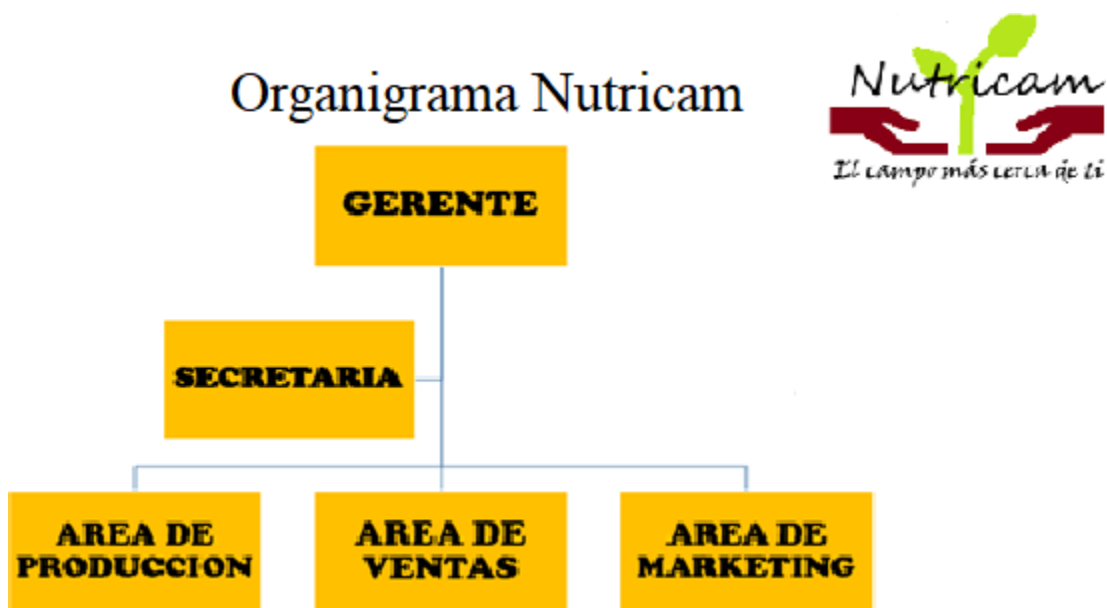 Organigrama Nutricam
Nutricam
El campo más cerca de ti
GERENTE
SECRETARIA
AREA DE
PRODUCCION
AREA DE
VENTAS
AREA DE
MARKETING